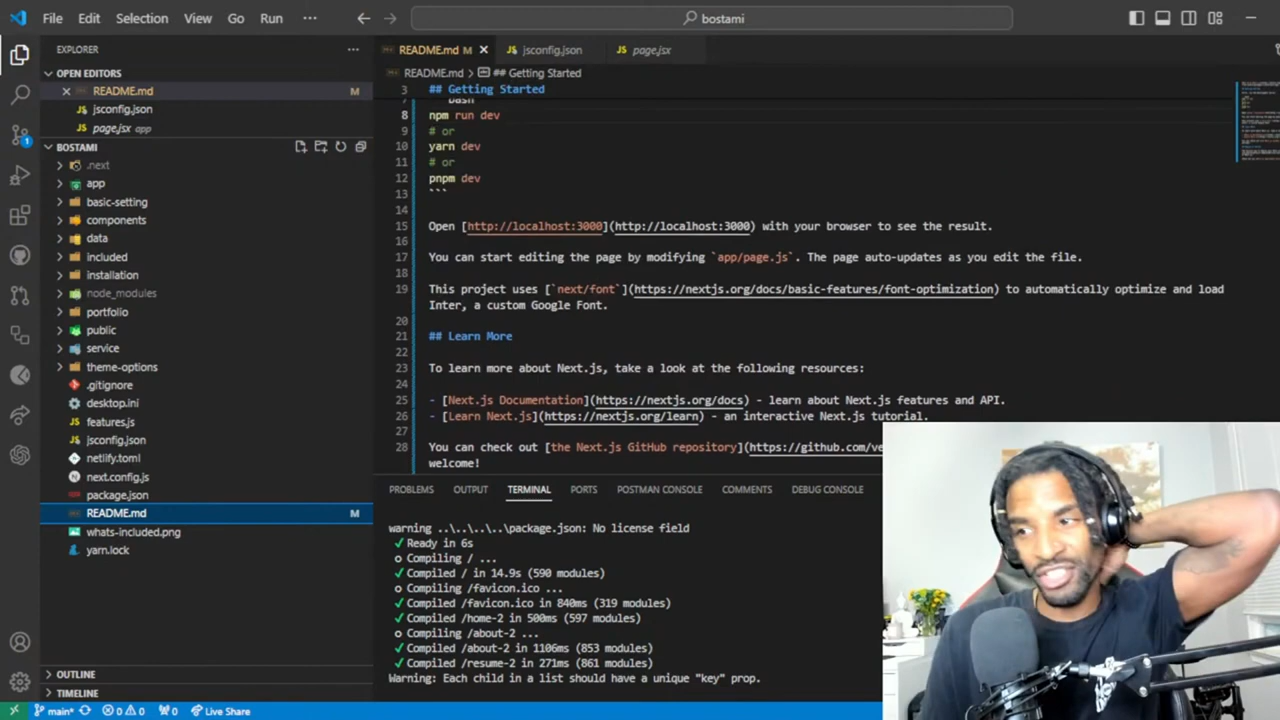 File Edit Selection View Go Run ...
bostami
EXPLORER
OPEN EDITORS
README.md M
jsconfig.json
page.jsx app
BOSTAMI
.next
app
basic-setting
components
data
included
installation
node_modules
portfolio
public
service
theme-options
.gitignore
desktop.ini
features.js
jsconfig.json
netlify.toml
next.config.js
package.json
README.md M
whats-included.png
yarn.lock
OUTLINE
TIMELINE
README.md M
jsconfig.json
page.jsx
README.md > ## Getting Started
3 ## Getting Started
8 npm run dev
9 # or
10 yarn dev
11 # or
12 pnpm dev
13 ```
14
15 Open [http://localhost:3000](http://localhost:3000) with your browser to see the result.
16
17 You can start editing the page by modifying `app/page.js`. The page auto-updates as you edit the file.
18
19 This project uses [`next/font`](https://nextjs.org/docs/basic-features/font-optimization) to automatically optimize and load
Inter, a custom Google Font.
20
21 ## Learn More
22
23 To learn more about Next.js, take a look at the following resources:
24
25 - [Next.js Documentation](https://nextjs.org/docs) - learn about Next.js features and API.
26 - [Learn Next.js](https://nextjs.org/learn) - an interactive Next.js tutorial.
27
28 You can check out [the Next.js GitHub repository](https://github.com/ve
welcome!
PROBLEMS OUTPUT TERMINAL PORTS POSTMAN CONSOLE COMMENTS DEBUG CONSOLE
warning ..\..\..\..\package.json: No license field
✓ Ready in 6s
○ Compiling / ...
✓ Compiled / in 14.9s (590 modules)
○ Compiling /favicon.ico ...
✓ Compiled /favicon.ico in 840ms (319 modules)
✓ Compiled /home-2 in 500ms (597 modules)
○ Compiling /about-2 ...
✓ Compiled /about-2 in 1106ms (853 modules)
✓ Compiled /resume-2 in 271ms (861 modules)
Warning: Each child in a list should have a unique "key" prop.
main* 0 0 0 Live Share